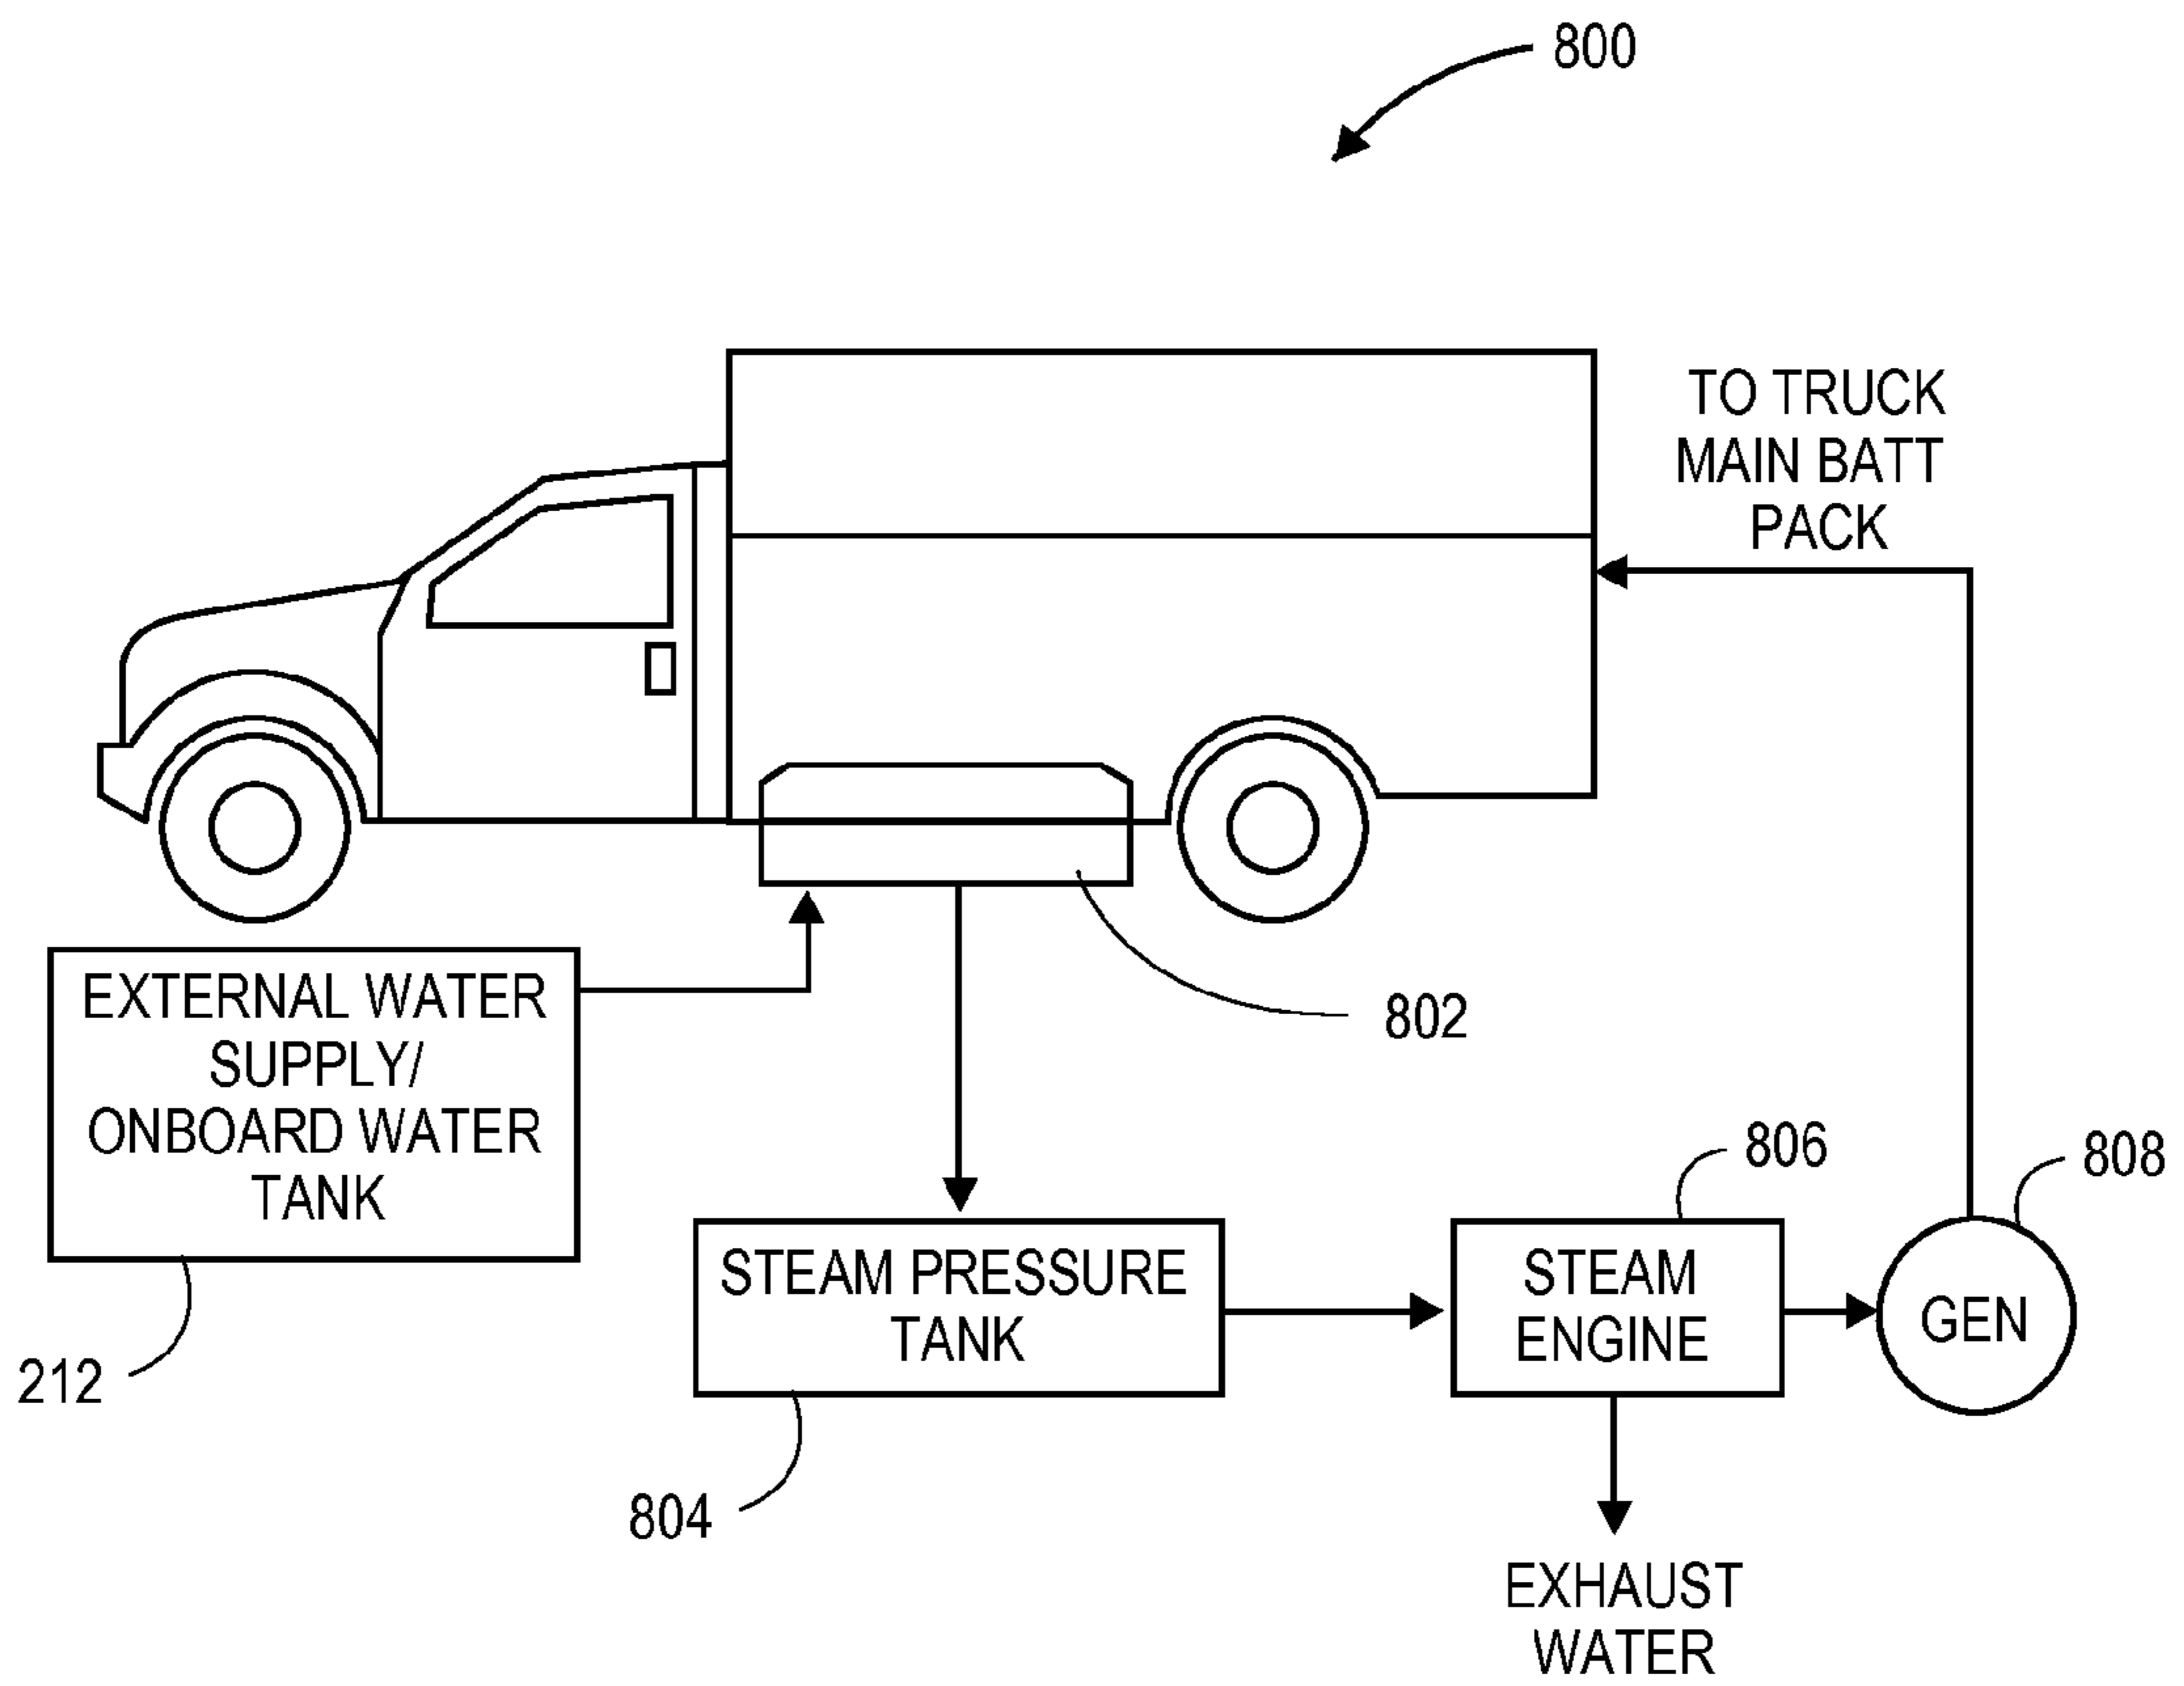 800
TO TRUCK
MAIN BATT
PACK
EXTERNAL WATER
SUPPLY/
ONBOARD WATER
TANK
802
806
808
STEAM PRESSURE
TANK
STEAM
ENGINE
GEN
212
804
EXHAUST
WATER